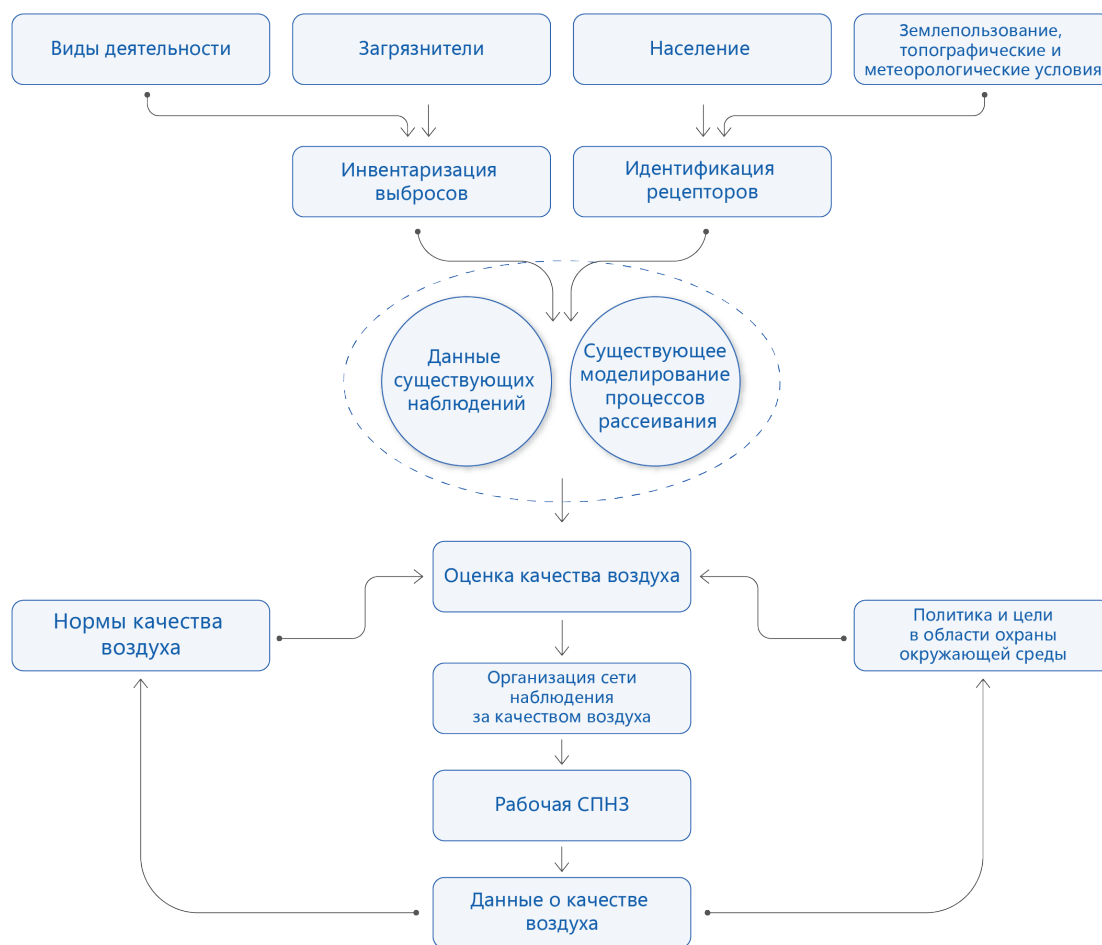 Виды деятельности
Загрязнители
Население
Землепользование,
топографические и
метеорологические условия
Инвентаризация
выбросов
Идентификация
рецепторов
Данные
существующих
наблюдений
Существующее
моделирование
процессов
рассеивания
Оценка качества воздуха
Нормы качества
воздуха
Политика и цели
в области охраны
окружающей среды
Организация сети
наблюдения
за качеством воздуха
Рабочая СПНЗ
Данные о качестве
воздуха